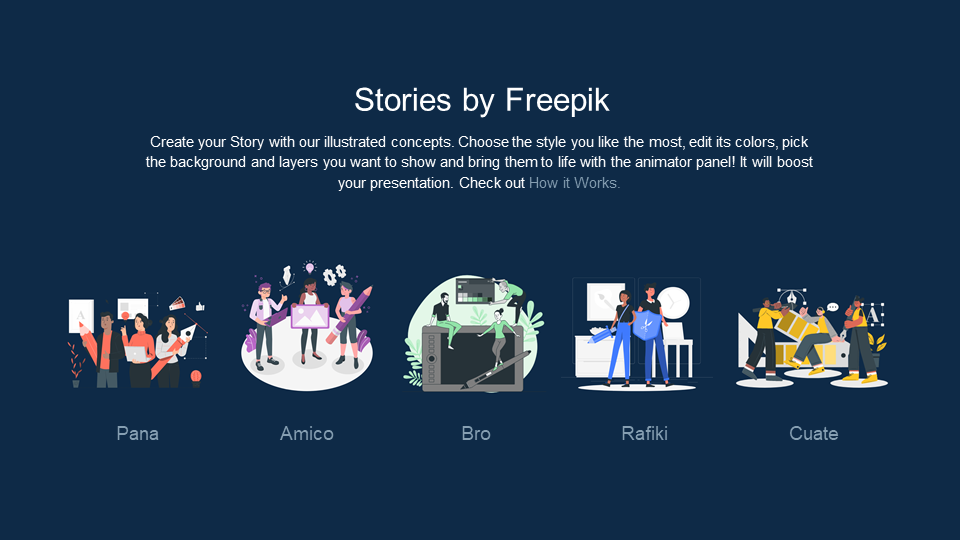 Stories by Freepik
Create your Story with our illustrated concepts. Choose the style you like the most, edit its colors, pick
the background and layers you want to show and bring them to life with the animator panel! It will boost
your presentation. Check out How it Works.
A
A
Pana Amico Bro Rafiki Cuate